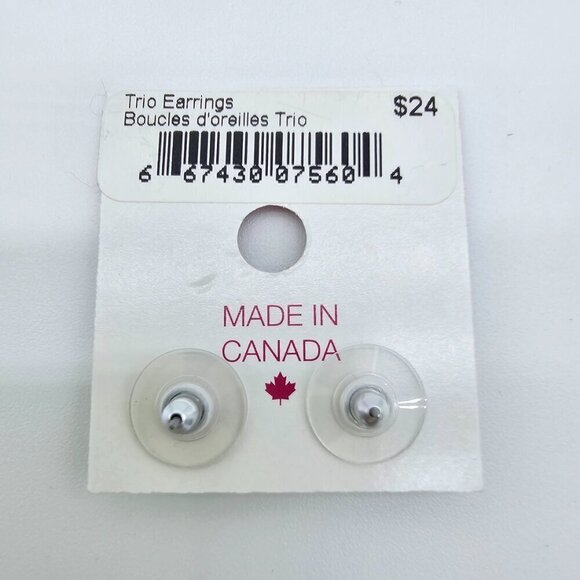 Trio Earrings $24
Boucles d'oreilles Trio
6 67430 07560 4
MADE IN
CANADA